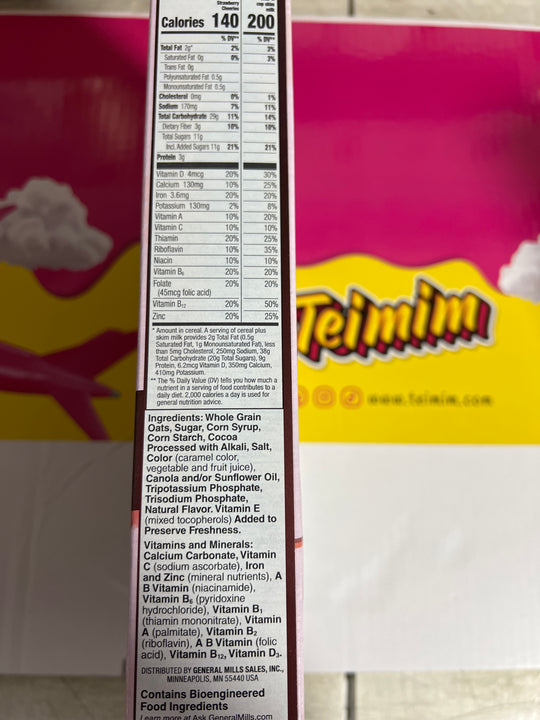 Strawberry
Cheerios
cup skim
milk
Calories 140 200
% DV** % DV**
Total Fat 2g* 2% 3%
Saturated Fat 0g 0% 3%
Trans Fat 0g
Polyunsaturated Fat 0.5g
Monounsaturated Fat 0.5g
Cholesterol 0mg 0% 1%
Sodium 170mg 7% 11%
Total Carbohydrate 29g 11% 14%
Dietary Fiber 3g 10% 10%
Total Sugars 11g
Incl. Added Sugars 11g 21% 21%
Protein 3g
Vitamin D 4mcg 20% 30%
Calcium 130mg 10% 25%
Iron 3.6mg 20% 20%
Potassium 130mg 2% 8%
Vitamin A 10% 20%
Vitamin C 10% 10%
Thiamin 20% 25%
Riboflavin 10% 35%
Niacin 10% 10%
Vitamin B6 20% 20%
Folate 20% 20%
(45mcg folic acid)
Vitamin B12 20% 50%
Zinc 20% 25%
* Amount in cereal. A serving of cereal plus
skim milk provides 2g Total Fat (0.5g
Saturated Fat, 1g Monounsaturated Fat), less
than 5mg Cholesterol, 250mg Sodium, 38g
Total Carbohydrate (20g Total Sugars), 9g
Protein, 6.2mcg Vitamin D, 350mg Calcium,
410mg Potassium.
** The % Daily Value (DV) tells you how much a
nutrient in a serving of food contributes to a
daily diet. 2,000 calories a day is used for
general nutrition advice.
Ingredients: Whole Grain
Oats, Sugar, Corn Syrup,
Corn Starch, Cocoa
Processed with Alkali, Salt,
Color (caramel color,
vegetable and fruit juice),
Canola and/or Sunflower Oil,
Tripotassium Phosphate,
Trisodium Phosphate,
Natural Flavor. Vitamin E
(mixed tocopherols) Added to
Preserve Freshness.
Vitamins and Minerals:
Calcium Carbonate, Vitamin
C (sodium ascorbate), Iron
and Zinc (mineral nutrients), A
B Vitamin (niacinamide),
Vitamin B6 (pyridoxine
hydrochloride), Vitamin B1
(thiamin mononitrate), Vitamin
A (palmitate), Vitamin B2
(riboflavin), A B Vitamin (folic
acid), Vitamin B12, Vitamin D3.
DISTRIBUTED BY GENERAL MILLS SALES, INC.,
MINNEAPOLIS, MN 55440 USA
Contains Bioengineered
Food Ingredients
Learn more at Ask.GeneralMills.com
Teimim
www.teimim.com